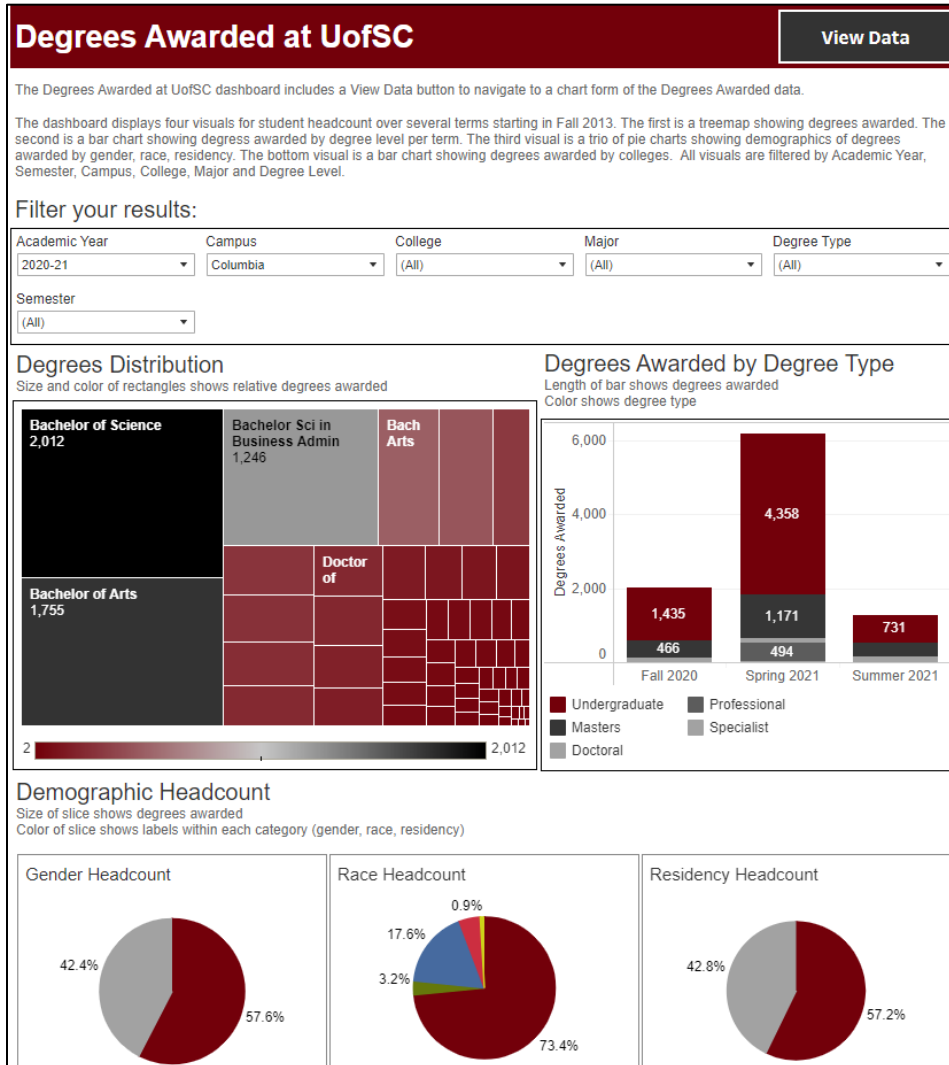 Degrees Awarded at UofSC
View Data
The Degrees Awarded at UofSC dashboard includes a View Data button to navigate to a chart form of the Degrees Awarded data.
The dashboard displays four visuals for student headcount over several terms starting in Fall 2013. The first is a treemap showing degrees awarded. The
second is a bar chart showing degress awarded by degree level per term. The third visual is a trio of pie charts showing demographics of degrees
awarded by gender, race, residency. The bottom visual is a bar chart showing degrees awarded by colleges. All visuals are filtered by Academic Year,
Semester, Campus, College, Major and Degree Level.
Filter your results:
Academic Year
Campus
College
Major
Degree Type
2020-21
Columbia
(All)
(All)
(All)
Semester
(All)
Degrees Distribution
Size and color of rectangles shows relative degrees awarded
Bachelor of Science
2,012
Bachelor Sci in
Business Admin
1,246
Bach
Arts
Doctor
of
Bachelor of Arts
1,755
2
2,012
Degrees Awarded by Degree Type
Length of bar shows degrees awarded
Color shows degree type
Degrees Awarded
6,000
4,000
2,000
0
1,435
466
4,358
1,171
494
731
Fall 2020
Spring 2021
Summer 2021
Undergraduate
Professional
Masters
Specialist
Doctoral
Demographic Headcount
Size of slice shows degrees awarded
Color of slice shows labels within each category (gender, race, residency)
Gender Headcount
42.4%
57.6%
Race Headcount
0.9%
17.6%
3.2%
73.4%
Residency Headcount
42.8%
57.2%